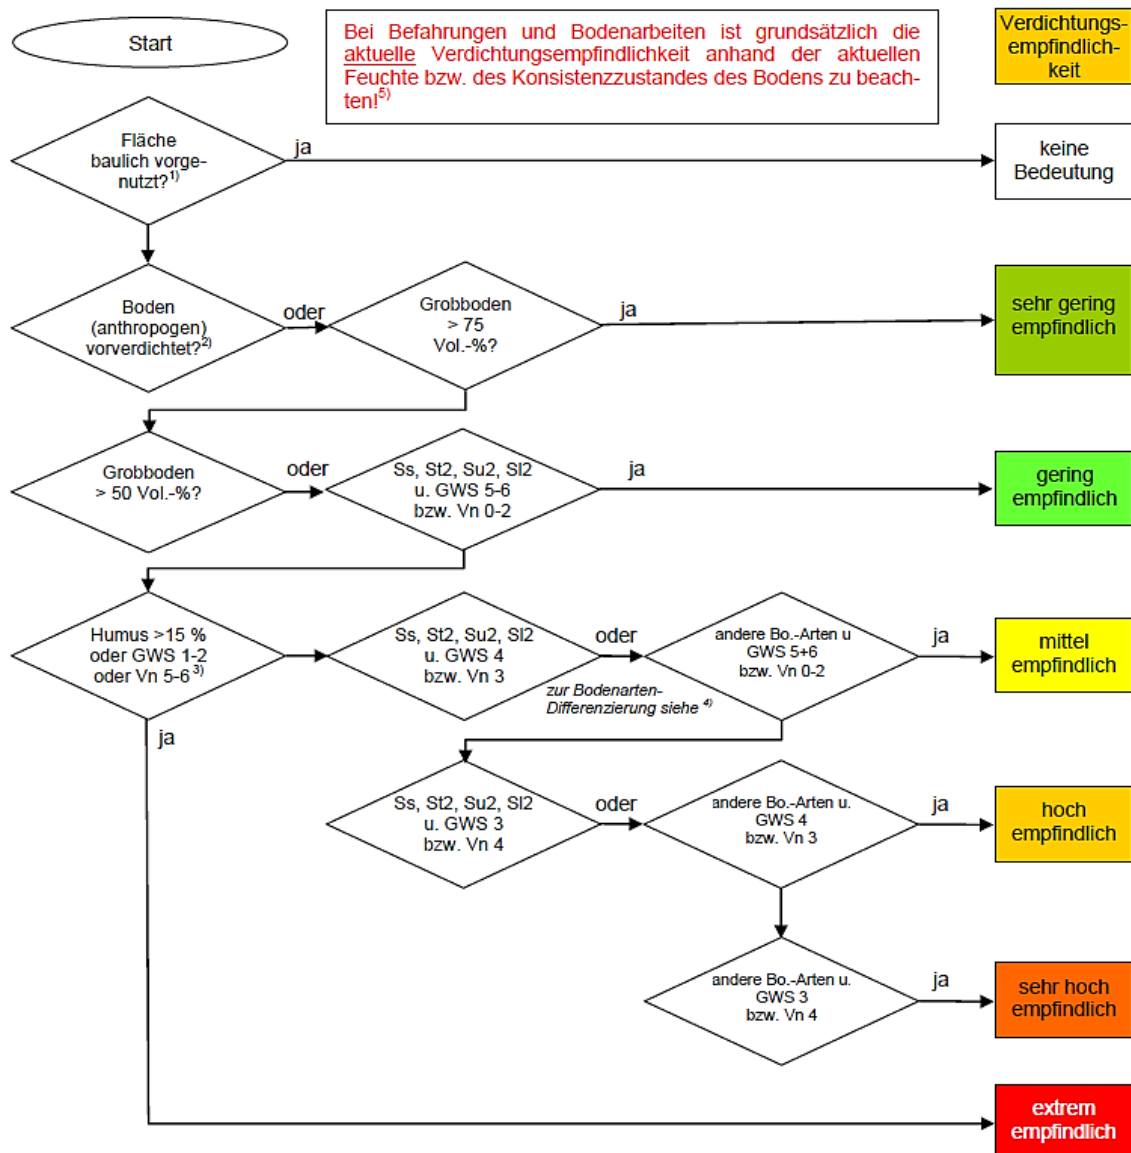 Start
Bei Befahrungen und Bodenarbeiten ist grundsätzlich die
aktuelle Verdichtungsempfindlichkeit anhand der aktuellen
Feuchte bzw. des Konsistenzzustandes des Bodens zu beach-
ten!5)
Verdichtungs-
empfindlich-
keit
Fläche
baulich vorge-
nutzt?1)
ja
keine
Bedeutung
Boden
(anthropogen)
vorverdichtet?2)
oder
Grobboden
> 75
Vol.-%?
ja
sehr gering
empfindlich
Grobboden
> 50 Vol.-%?
oder
Ss, St2, Su2, Sl2
u. GWS 5-6
bzw. Vn 0-2
ja
gering
empfindlich
Humus >15 %
oder GWS 1-2
oder Vn 5-6 3)
ja
Ss, St2, Su2, Sl2
u. GWS 4
bzw. Vn 3
oder
andere Bo.-Arten u
GWS 5+6
bzw. Vn 0-2
ja
mittel
empfindlich
zur Bodenarten-
Differenzierung siehe 4)
Ss, St2, Su2, Sl2
u. GWS 3
bzw. Vn 4
oder
andere Bo.-Arten u.
GWS 4
bzw. Vn 3
ja
hoch
empfindlich
andere Bo.-Arten u.
GWS 3
bzw. Vn 4
ja
sehr hoch
empfindlich
extrem
empfindlich